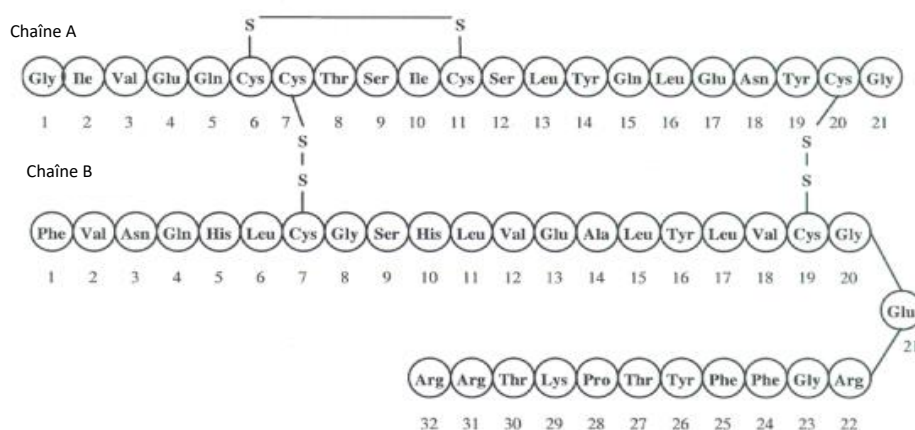 S S
Chaîne A
Gly Ile Val Glu Gln Cys Cys Thr Ser Ile Cys Ser Leu Tyr Gln Leu Glu Asn Tyr Cys Gly
1 2 3 4 5 6 7 8 9 10 11 12 13 14 15 16 17 18 19 20 21
S S
Chaîne B
S S
Phe Val Asn Gln His Leu Cys Gly Ser His Leu Val Glu Ala Leu Tyr Leu Val Cys Gly
1 2 3 4 5 6 7 8 9 10 11 12 13 14 15 16 17 18 19 20
Glu
21
Arg Arg Thr Lys Pro Thr Tyr Phe Phe Gly Arg
32 31 30 29 28 27 26 25 24 23 22